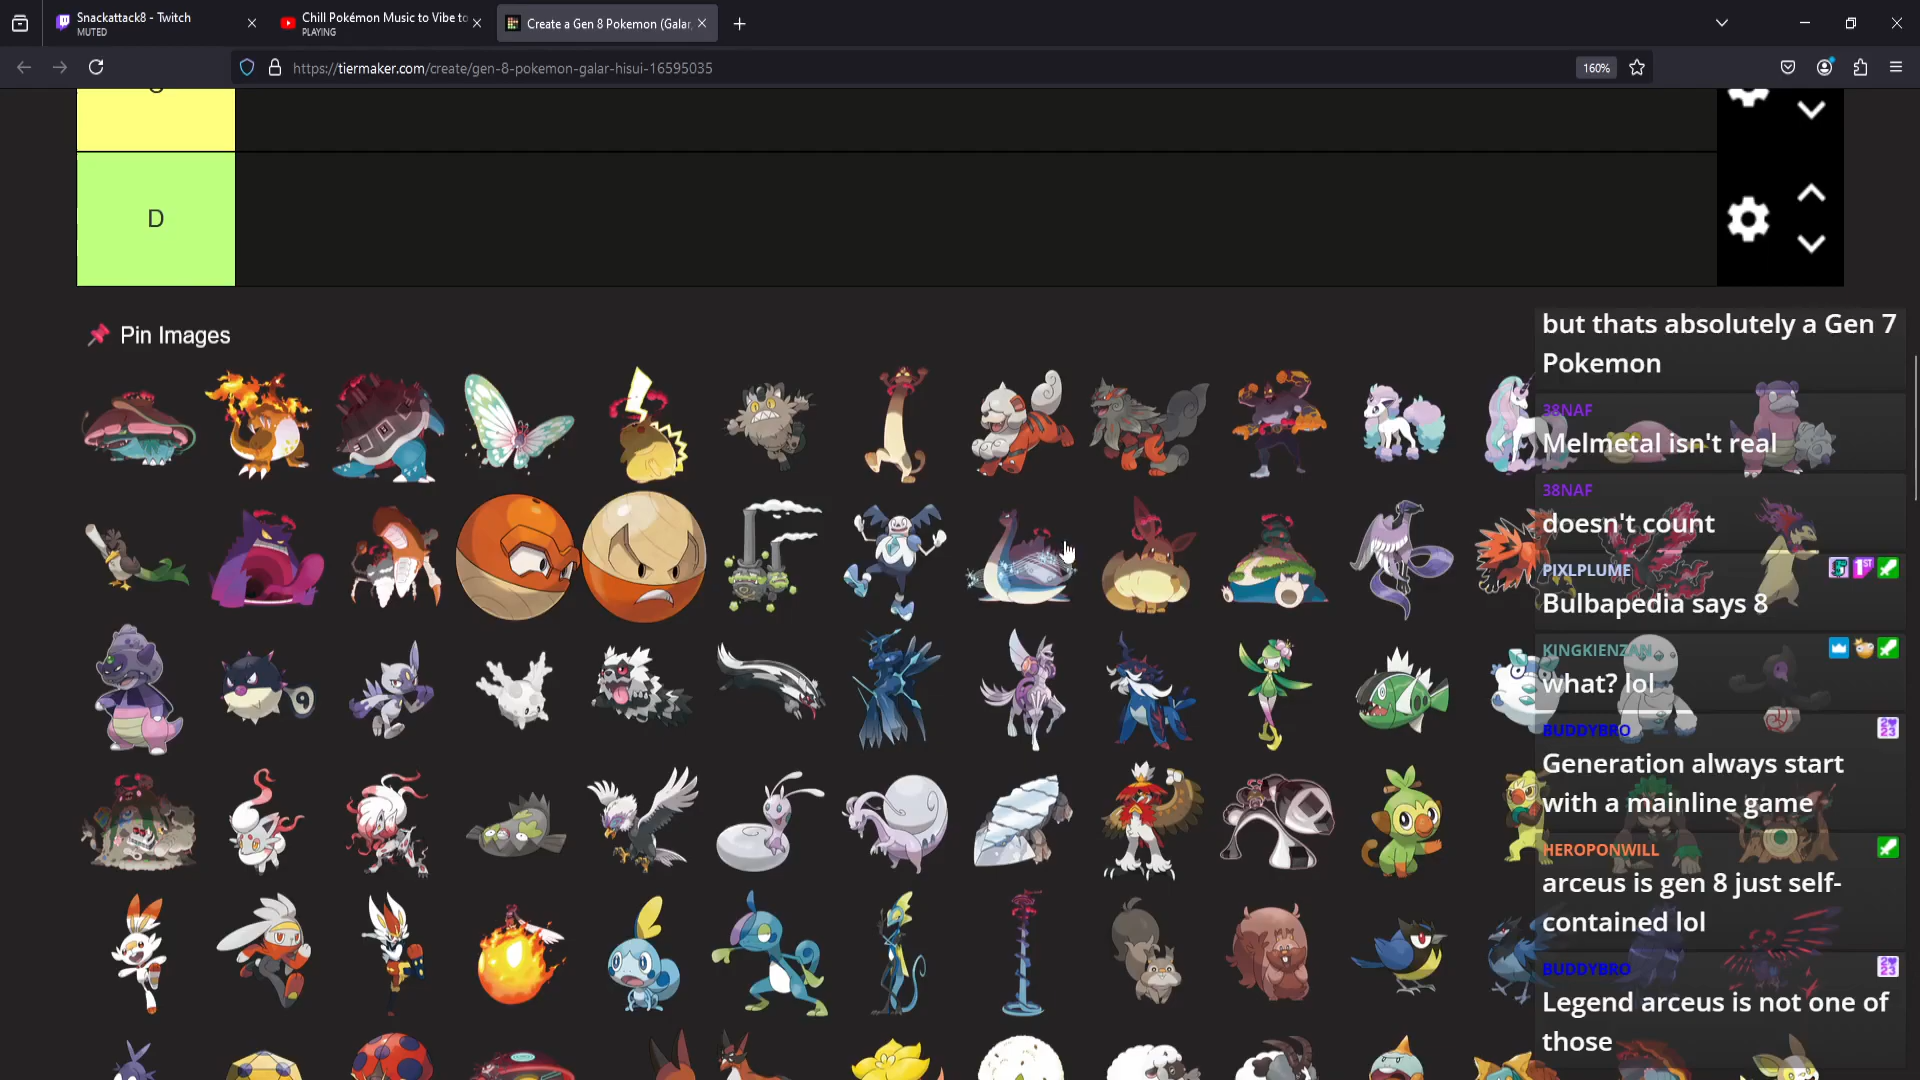 Snackattack8 - Twitch
MUTED
Chill Pokémon Music to Vibe to
PLAYING
Create a Gen 8 Pokemon (Galar,
https://tiermaker.com/create/gen-8-pokemon-galar-hisui-16595035
160%
D
Pin Images
but thats absolutely a Gen 7
Pokemon
38NAF
Melmetal isn't real
38NAF
doesn't count
PIXLPLUME
Bulbapedia says 8
KINGKIENZAN
what? lol
BUDDYBRO
Generation always start
with a mainline game
HEROPONWILL
arceus is gen 8 just self-
contained lol
BUDDYBRO
Legend arceus is not one of
those